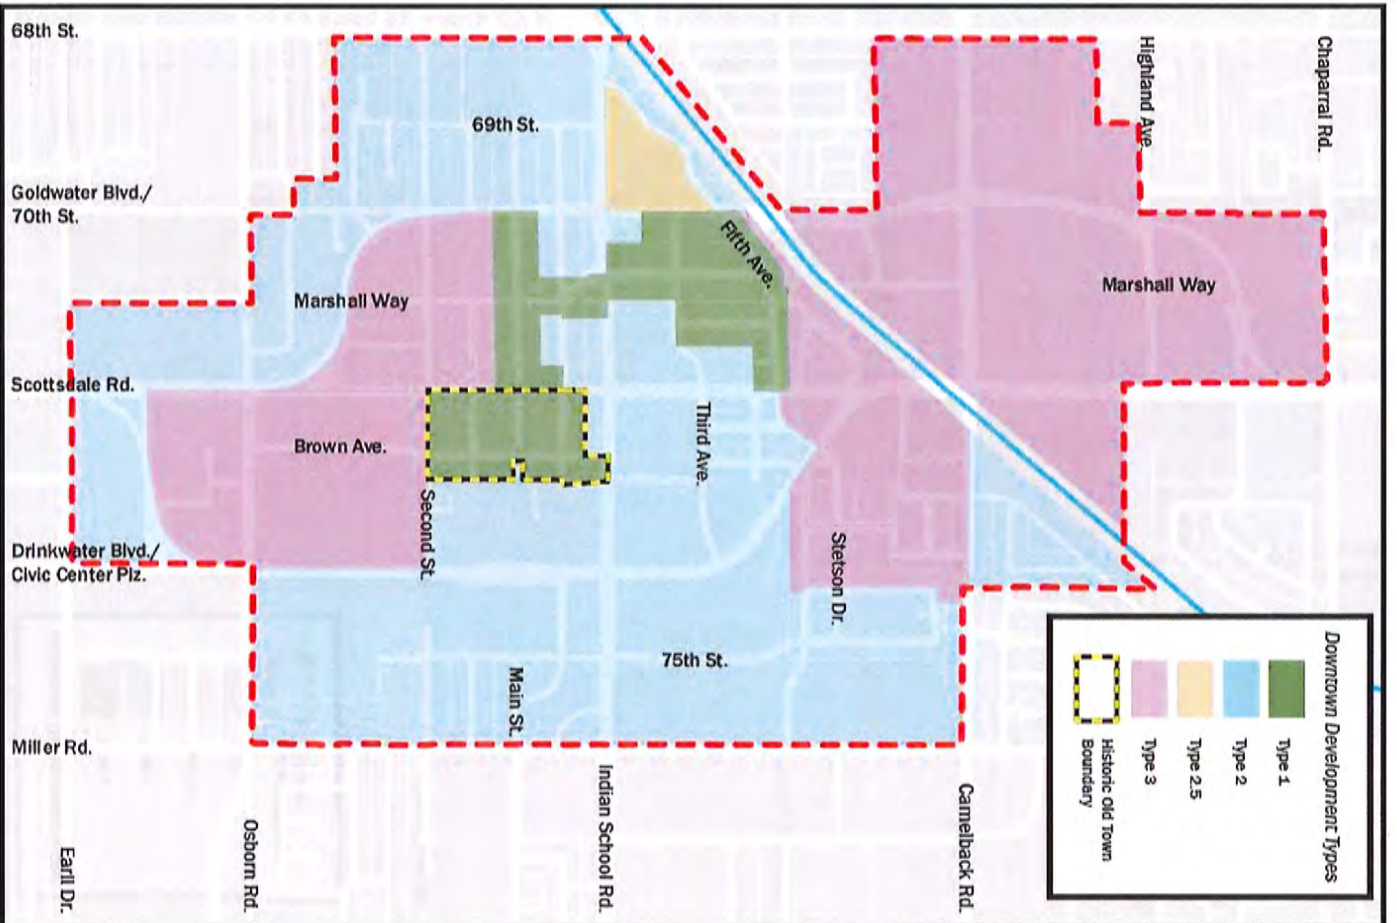 68th St.
Highland Ave.
Chaparral Rd.
69th St.
Goldwater Blvd./
70th St.
Fifth Ave.
Marshall Way
Marshall Way
Scottsdale Rd.
Third Ave.
Brown Ave.
Second St.
Stetson Dr.
Drinkwater Blvd./
Civic Center Plz.
75th St.
Main St.
Miller Rd.
Indian School Rd.
Camelback Rd.
Osborn Rd.
Earll Dr.
Downtown Development Types
Type 1
Type 2
Type 2.5
Type 3
Historic Old Town
Boundary